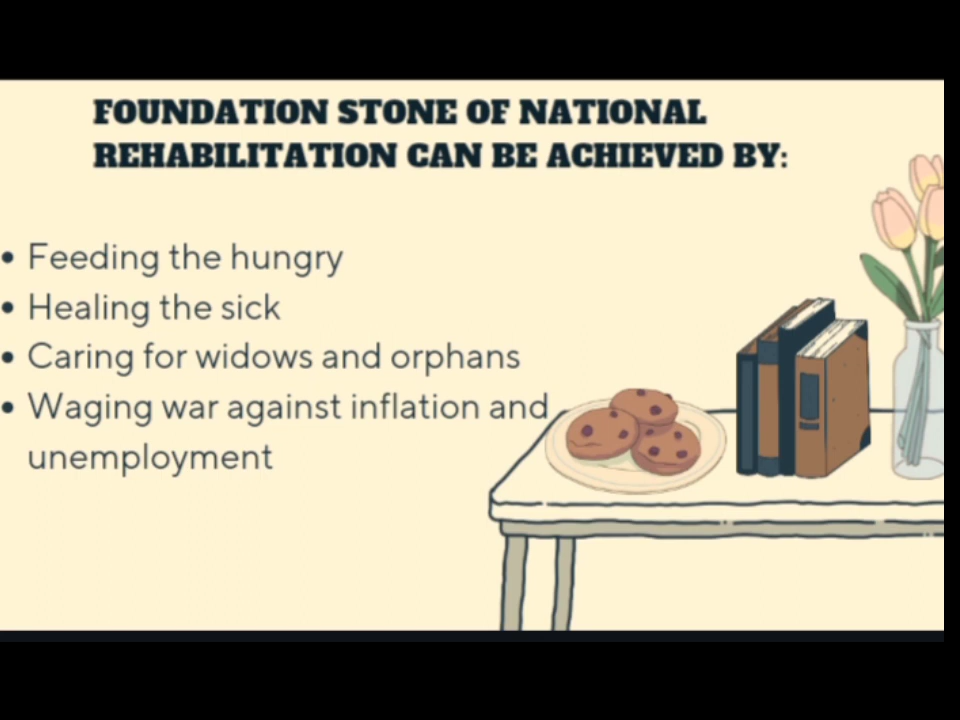 FOUNDATION STONE OF NATIONAL
REHABILITATION CAN BE ACHIEVED BY:
• Feeding the hungry
• Healing the sick
• Caring for widows and orphans
• Waging war against inflation and
unemployment